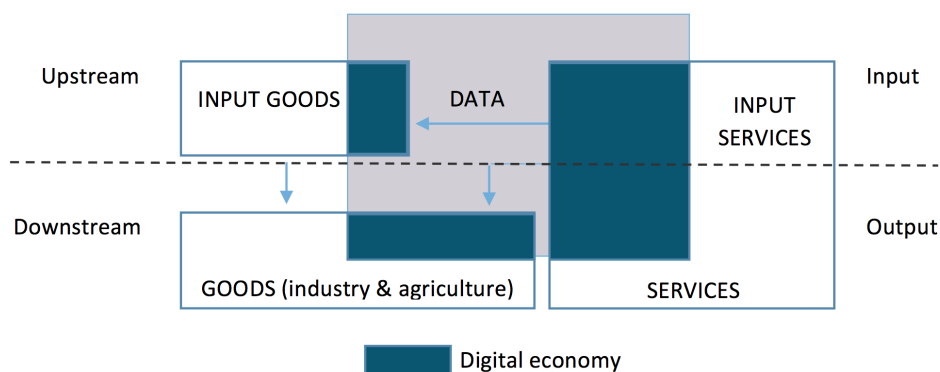 Upstream
INPUT GOODS
DATA
INPUT
SERVICES
Input
Downstream
Output
GOODS (industry & agriculture)
SERVICES
Digital economy